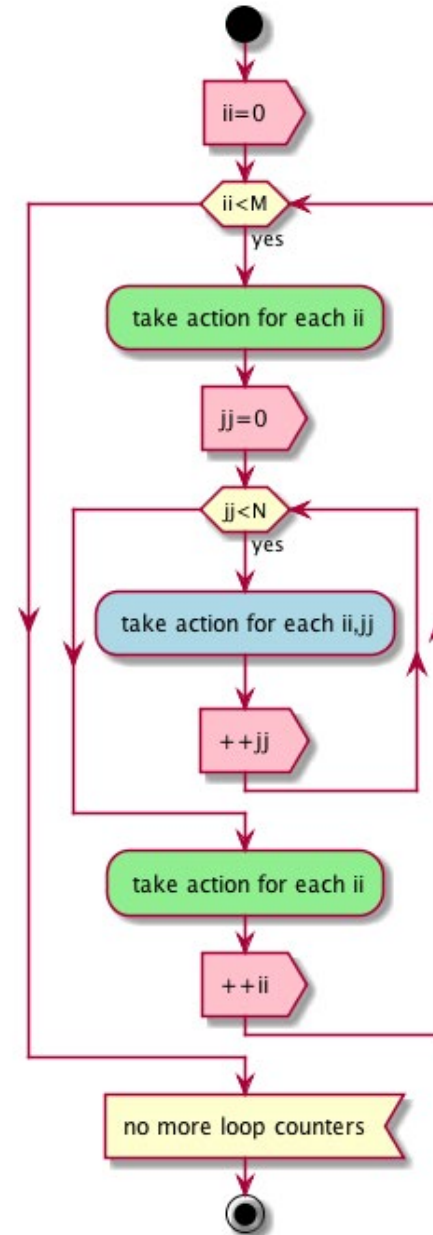 ii=0
ii<M
yes
take action for each ii
jj=0
jj<N
yes
take action for each ii,jj
++jj
take action for each ii
++ii
no more loop counters